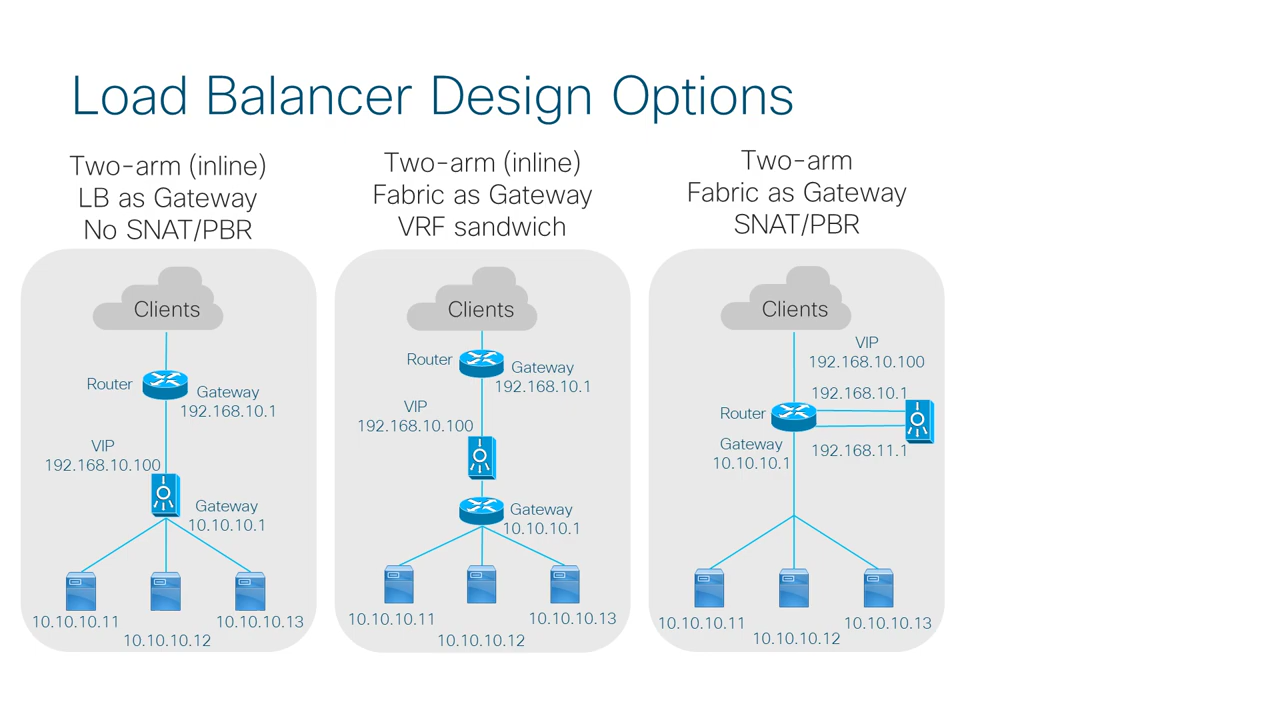 Load Balancer Design Options
Two-arm (inline)
LB as Gateway
No SNAT/PBR
Clients
Router
Gateway
192.168.10.1
VIP
192.168.10.100
Gateway
10.10.10.1
10.10.10.11
10.10.10.12
10.10.10.13
Two-arm (inline)
Fabric as Gateway
VRF sandwich
Clients
Router
Gateway
192.168.10.1
VIP
192.168.10.100
Gateway
10.10.10.1
10.10.10.11
10.10.10.12
10.10.10.13
Two-arm
Fabric as Gateway
SNAT/PBR
Clients
VIP
192.168.10.100
192.168.10.1
Router
Gateway
10.10.10.1
192.168.11.1
10.10.10.11
10.10.10.12
10.10.10.13